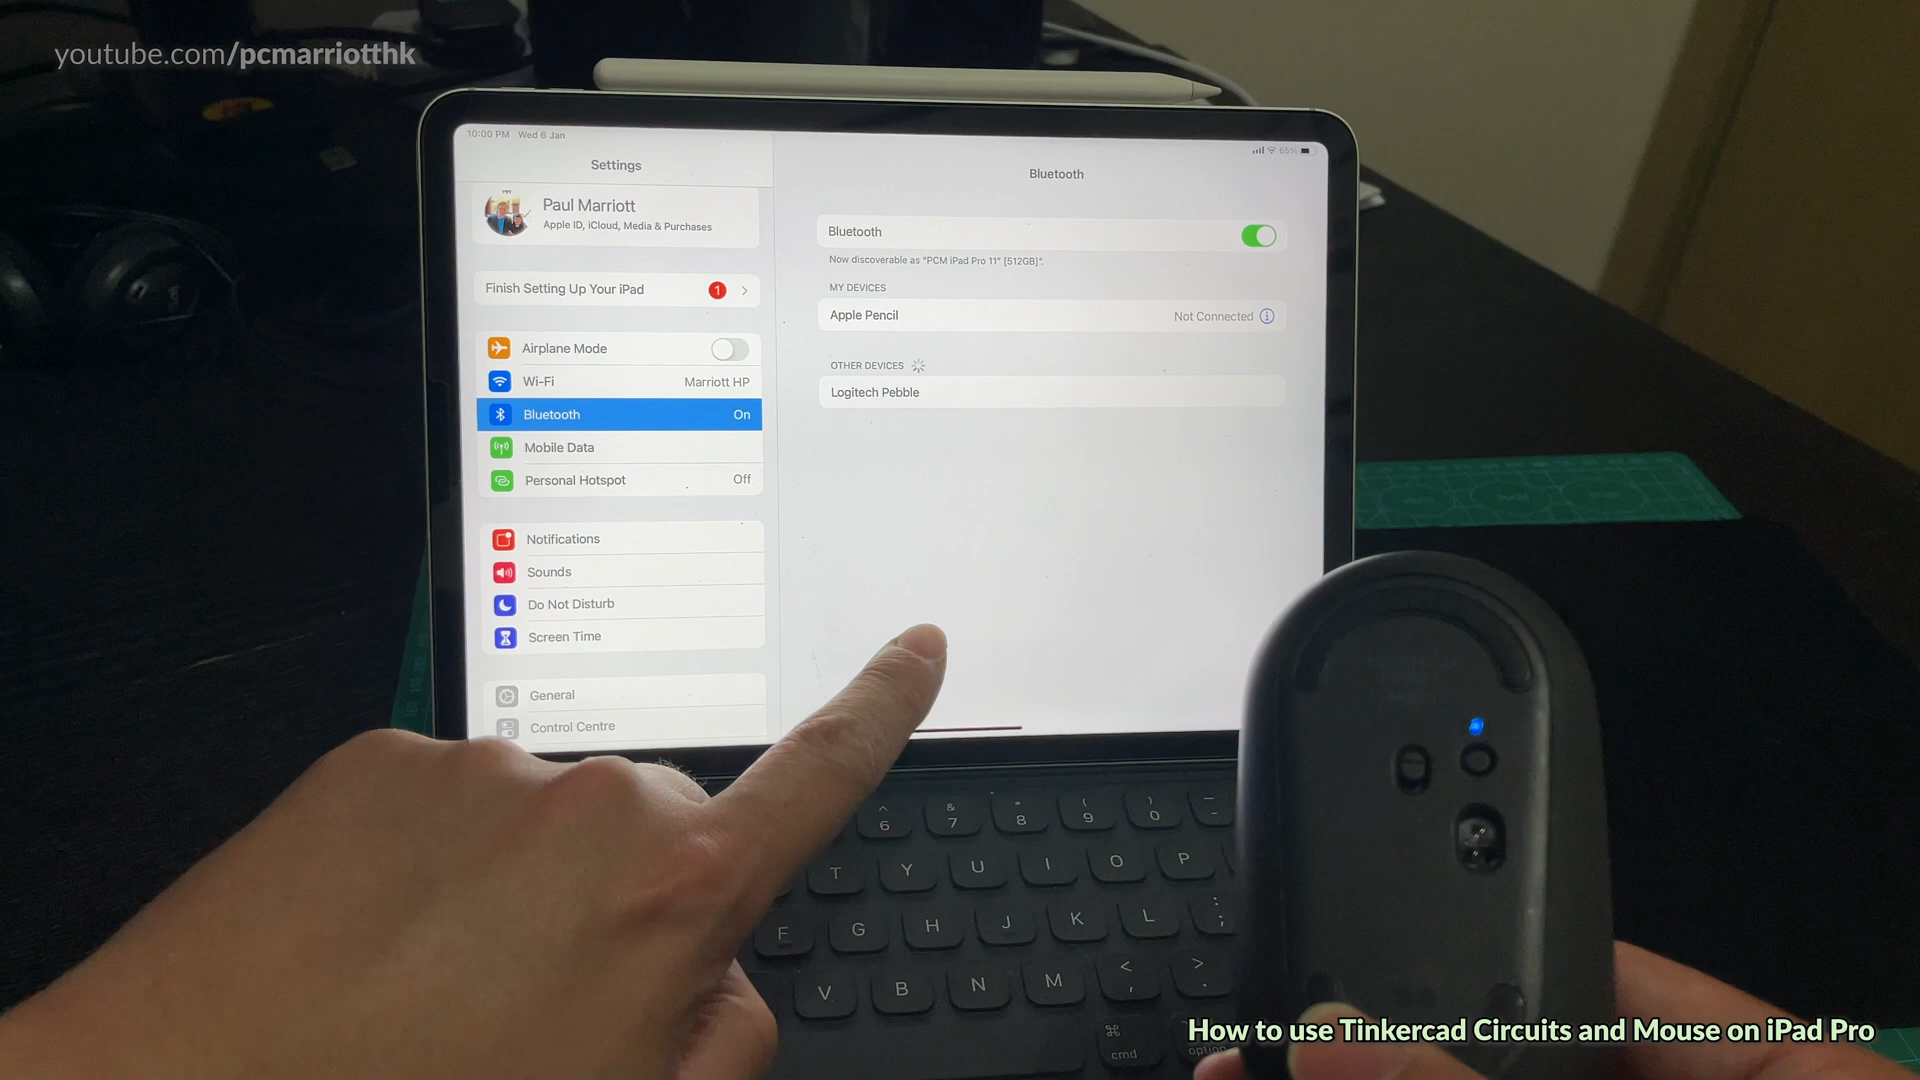 youtube.com/pcmarriotthk
10:00 PM Wed 6 Jan
65%
Settings
Bluetooth
Paul Marriott
Apple ID, iCloud, Media & Purchases
Bluetooth
Now discoverable as “PCM iPad Pro 11" [512GB]”.
Finish Setting Up Your iPad 1
MY DEVICES
Apple Pencil Not Connected
Airplane Mode
OTHER DEVICES
Wi-Fi Marriott HP
Logitech Pebble
Bluetooth On
Mobile Data
Personal Hotspot Off
Notifications
Sounds
Do Not Disturb
Screen Time
General
Control Centre
^ & * ( ) _
6 7 8 9 0 -
T Y U I O P
F G H J K L : ;
V B N M < , > .
⌘
cmd option
How to use Tinkercad Circuits and Mouse on iPad Pro